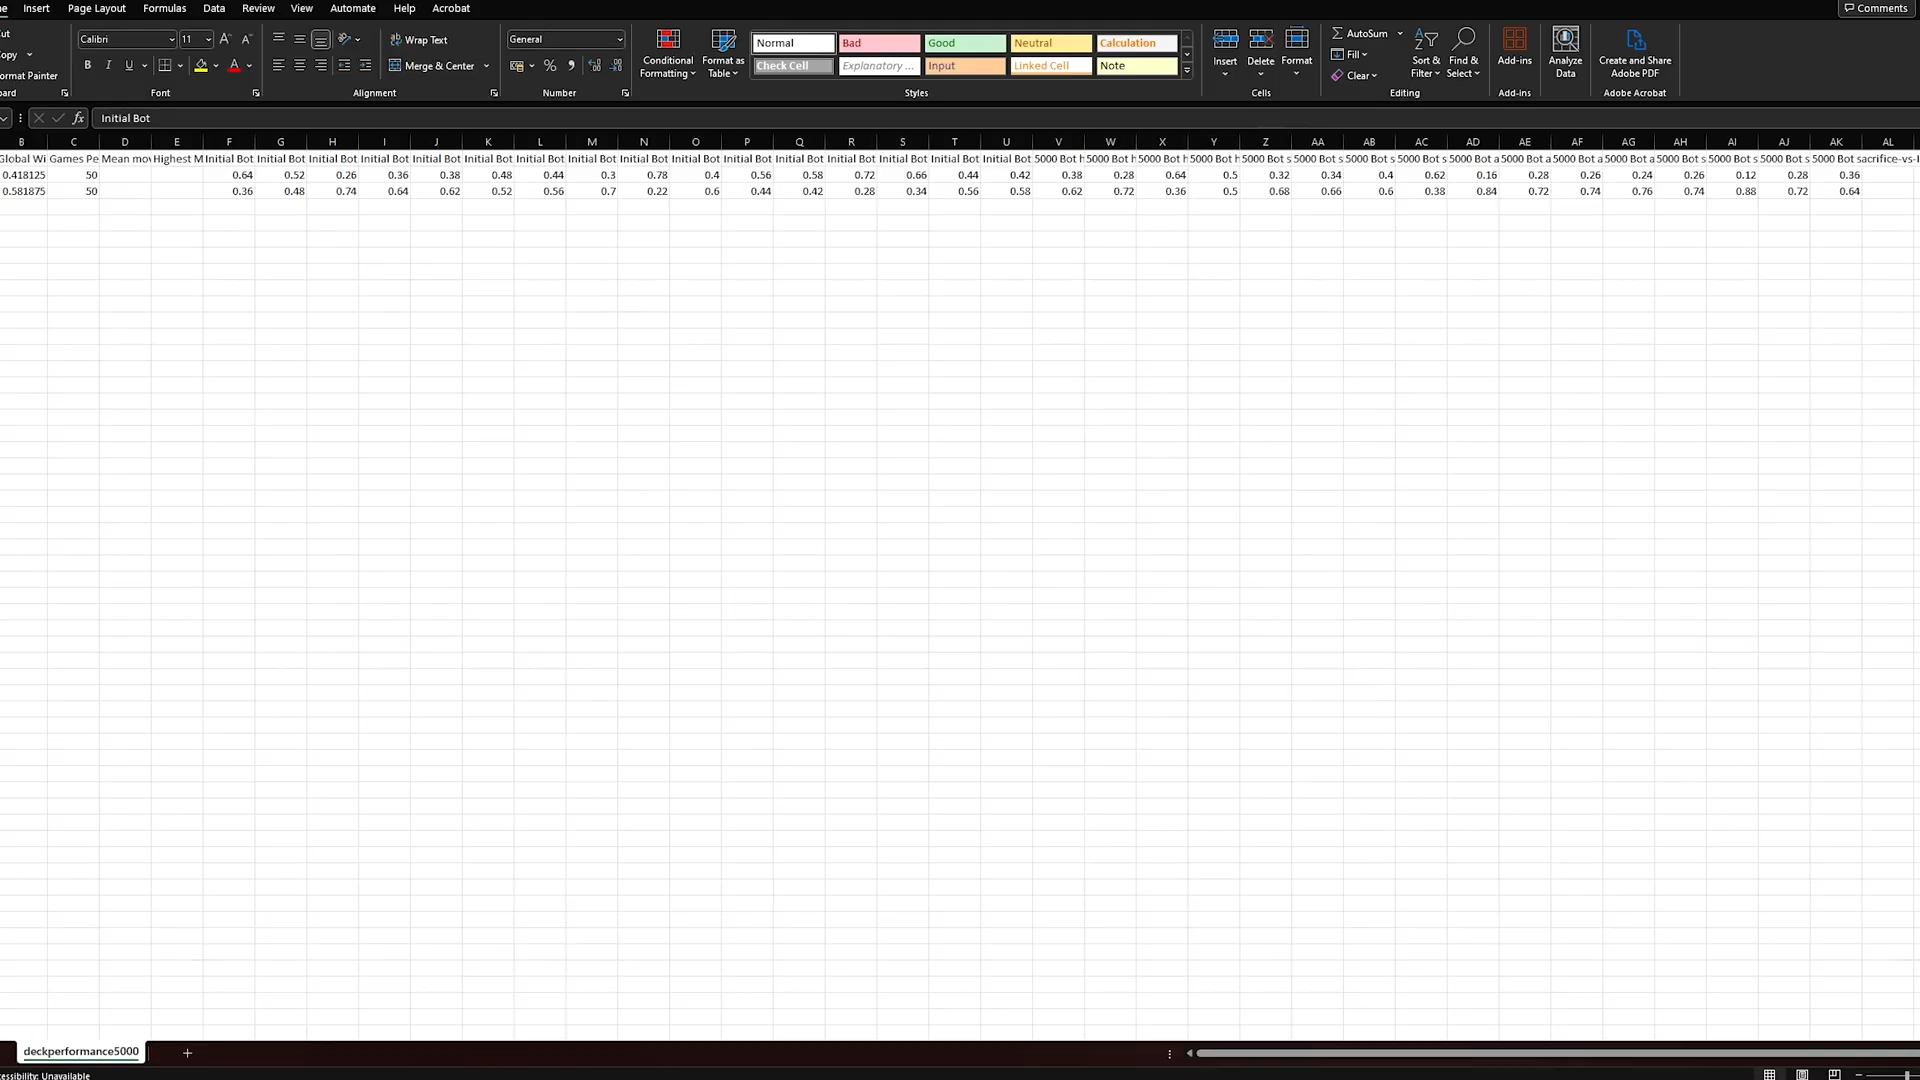 Insert Page Layout Formulas Data Review View Automate Help Acrobat Comments
Calibri 11 Wrap Text General Normal Bad Good Neutral Calculation AutoSum
Format Painter B I U Merge & Center Conditional Formatting Format as Table Check Cell Explanatory ... Input Linked Cell Note Insert Delete Format Fill Clear Sort & Filter Find & Select Add-ins Analyze Data Create and Share Adobe PDF
Font Alignment Number Styles Cells Editing Add-ins Adobe Acrobat
fx Initial Bot
B C D E F G H I J K L M N O P Q R S T U V W X Y Z AA AB AC AD AE AF AG AH AI AJ AK AL
Global Wi Games Pe Mean mov Highest M Initial Bot Initial Bot Initial Bot Initial Bot Initial Bot Initial Bot Initial Bot Initial Bot Initial Bot Initial Bot Initial Bot Initial Bot Initial Bot Initial Bot Initial Bot Initial Bot 5000 Bot h 5000 Bot h 5000 Bot h 5000 Bot h 5000 Bot s 5000 Bot s 5000 Bot s 5000 Bot s 5000 Bot a 5000 Bot a 5000 Bot a 5000 Bot a 5000 Bot s 5000 Bot s 5000 Bot s 5000 Bot sacrifice-vs-I
0.418125 50 0.64 0.52 0.26 0.36 0.38 0.48 0.44 0.3 0.78 0.4 0.56 0.58 0.72 0.66 0.44 0.42 0.38 0.28 0.64 0.5 0.32 0.34 0.4 0.62 0.16 0.28 0.26 0.24 0.26 0.12 0.28 0.36
0.581875 50 0.36 0.48 0.74 0.64 0.62 0.52 0.56 0.7 0.22 0.6 0.44 0.42 0.28 0.34 0.56 0.58 0.62 0.72 0.36 0.5 0.68 0.66 0.6 0.38 0.84 0.72 0.74 0.76 0.74 0.88 0.72 0.64
deckperformance5000
cessibility: Unavailable